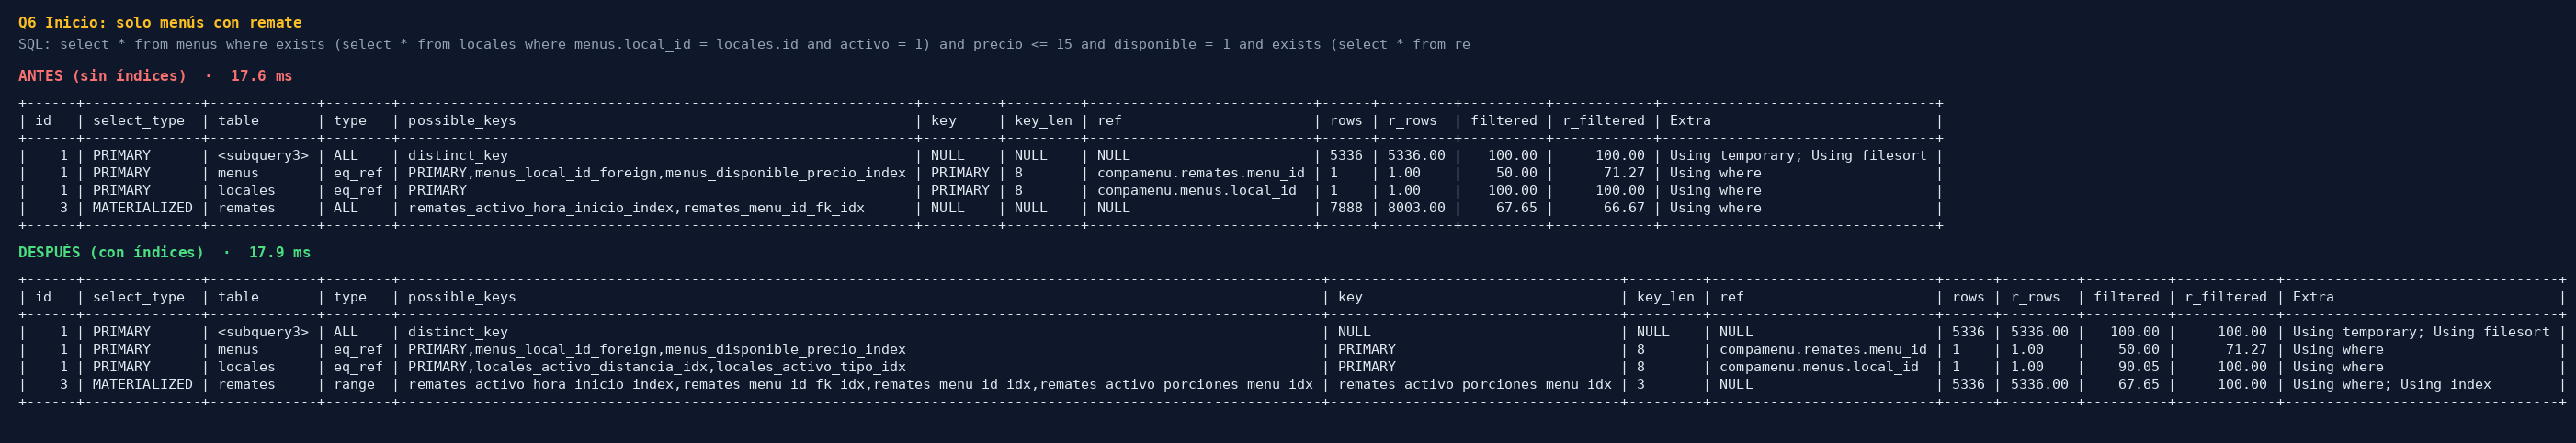 Q6 Inicio: solo menús con remate
SQL: select * from menus where exists (select * from locales where menus.local_id = locales.id and activo = 1) and precio <= 15 and disponible = 1 and exists (select * from re
ANTES (sin índices)  ·  17.6 ms
+------+--------------+-------------+--------+---------------------------------------------------------------+---------+---------+----------------------------+------+---------+----------+------------+----------------------------------+
| id   | select_type  | table       | type   | possible_keys                                                 | key     | key_len | ref                        | rows | r_rows  | filtered | r_filtered | Extra                            |
+------+--------------+-------------+--------+---------------------------------------------------------------+---------+---------+----------------------------+------+---------+----------+------------+----------------------------------+
|    1 | PRIMARY      | <subquery3> | ALL    | distinct_key                                                  | NULL    | NULL    | NULL                       | 5336 | 5336.00 |   100.00 |     100.00 | Using temporary; Using filesort |
|    1 | PRIMARY      | menus       | eq_ref | PRIMARY,menus_local_id_foreign,menus_disponible_precio_index | PRIMARY | 8       | compamenu.remates.menu_id | 1    | 1.00    |    50.00 |      71.27 | Using where                     |
|    1 | PRIMARY      | locales     | eq_ref | PRIMARY                                                       | PRIMARY | 8       | compamenu.menus.local_id  | 1    | 1.00    |   100.00 |     100.00 | Using where                     |
|    3 | MATERIALIZED | remates     | ALL    | remates_activo_hora_inicio_index,remates_menu_id_fk_idx      | NULL    | NULL    | NULL                       | 7888 | 8003.00 |    67.65 |      66.67 | Using where                     |
+------+--------------+-------------+--------+---------------------------------------------------------------+---------+---------+----------------------------+------+---------+----------+------------+----------------------------------+
DESPUÉS (con índices)  ·  17.9 ms
+------+--------------+-------------+--------+----------------------------------------------------------------------------------------------------------------+-----------------------------------+---------+---------------------------+------+---------+----------+------------+---------------------------------+
| id   | select_type  | table       | type   | possible_keys                                                                                                  | key                               | key_len | ref                       | rows | r_rows  | filtered | r_filtered | Extra                           |
+------+--------------+-------------+--------+----------------------------------------------------------------------------------------------------------------+-----------------------------------+---------+---------------------------+------+---------+----------+------------+---------------------------------+
|    1 | PRIMARY      | <subquery3> | ALL    | distinct_key                                                                                                   | NULL                              | NULL    | NULL                      | 5336 | 5336.00 |   100.00 |     100.00 | Using temporary; Using filesort |
|    1 | PRIMARY      | menus       | eq_ref | PRIMARY,menus_local_id_foreign,menus_disponible_precio_index                                                   | PRIMARY                           | 8       | compamenu.remates.menu_id | 1    | 1.00    |    50.00 |      71.27 | Using where                     |
|    1 | PRIMARY      | locales     | eq_ref | PRIMARY,locales_activo_distancia_idx,locales_activo_tipo_idx                                                   | PRIMARY                           | 8       | compamenu.menus.local_id  | 1    | 1.00    |    90.05 |     100.00 | Using where                     |
|    3 | MATERIALIZED | remates     | range  | remates_activo_hora_inicio_index,remates_menu_id_fk_idx,remates_menu_id_idx,remates_activo_porciones_menu_idx | remates_activo_porciones_menu_idx | 3       | NULL                      | 5336 | 5336.00 |    67.65 |     100.00 | Using where; Using index        |
+------+--------------+-------------+--------+----------------------------------------------------------------------------------------------------------------+-----------------------------------+---------+---------------------------+------+---------+----------+------------+---------------------------------+